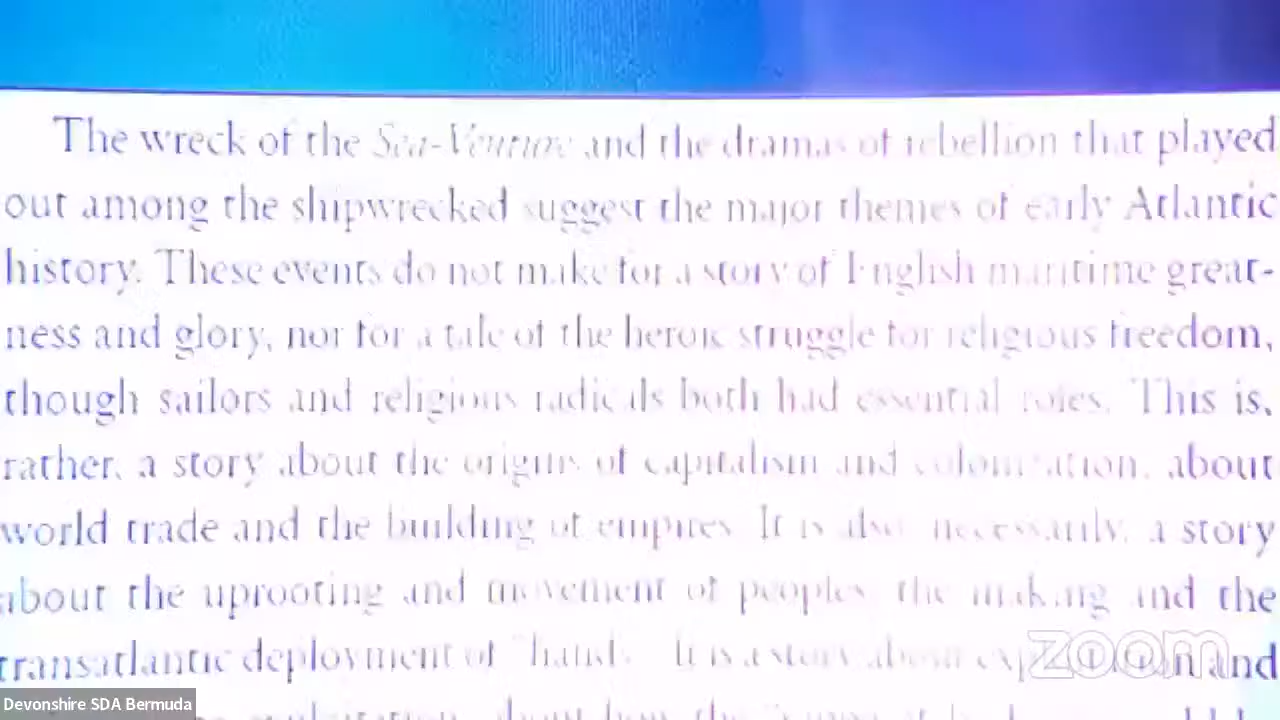 The wreck of the Sea-Venture and the dramas of rebellion that played
out among the shipwrecked suggest the major themes of early Atlantic
history. These events do not make for a story of English maritime great-
ness and glory, nor for a tale of the heroic struggle for religious freedom,
though sailors and religious radicals both had essential roles. This is,
rather, a story about the origins of capitalism and colonization, about
world trade and the building of empires. It is also, necessarily, a story
about the uprooting and movement of peoples, the making and the
transatlantic deployment of "hands." It is a story about exploitation and
zoom
Devonshire SDA Bermuda
about how the